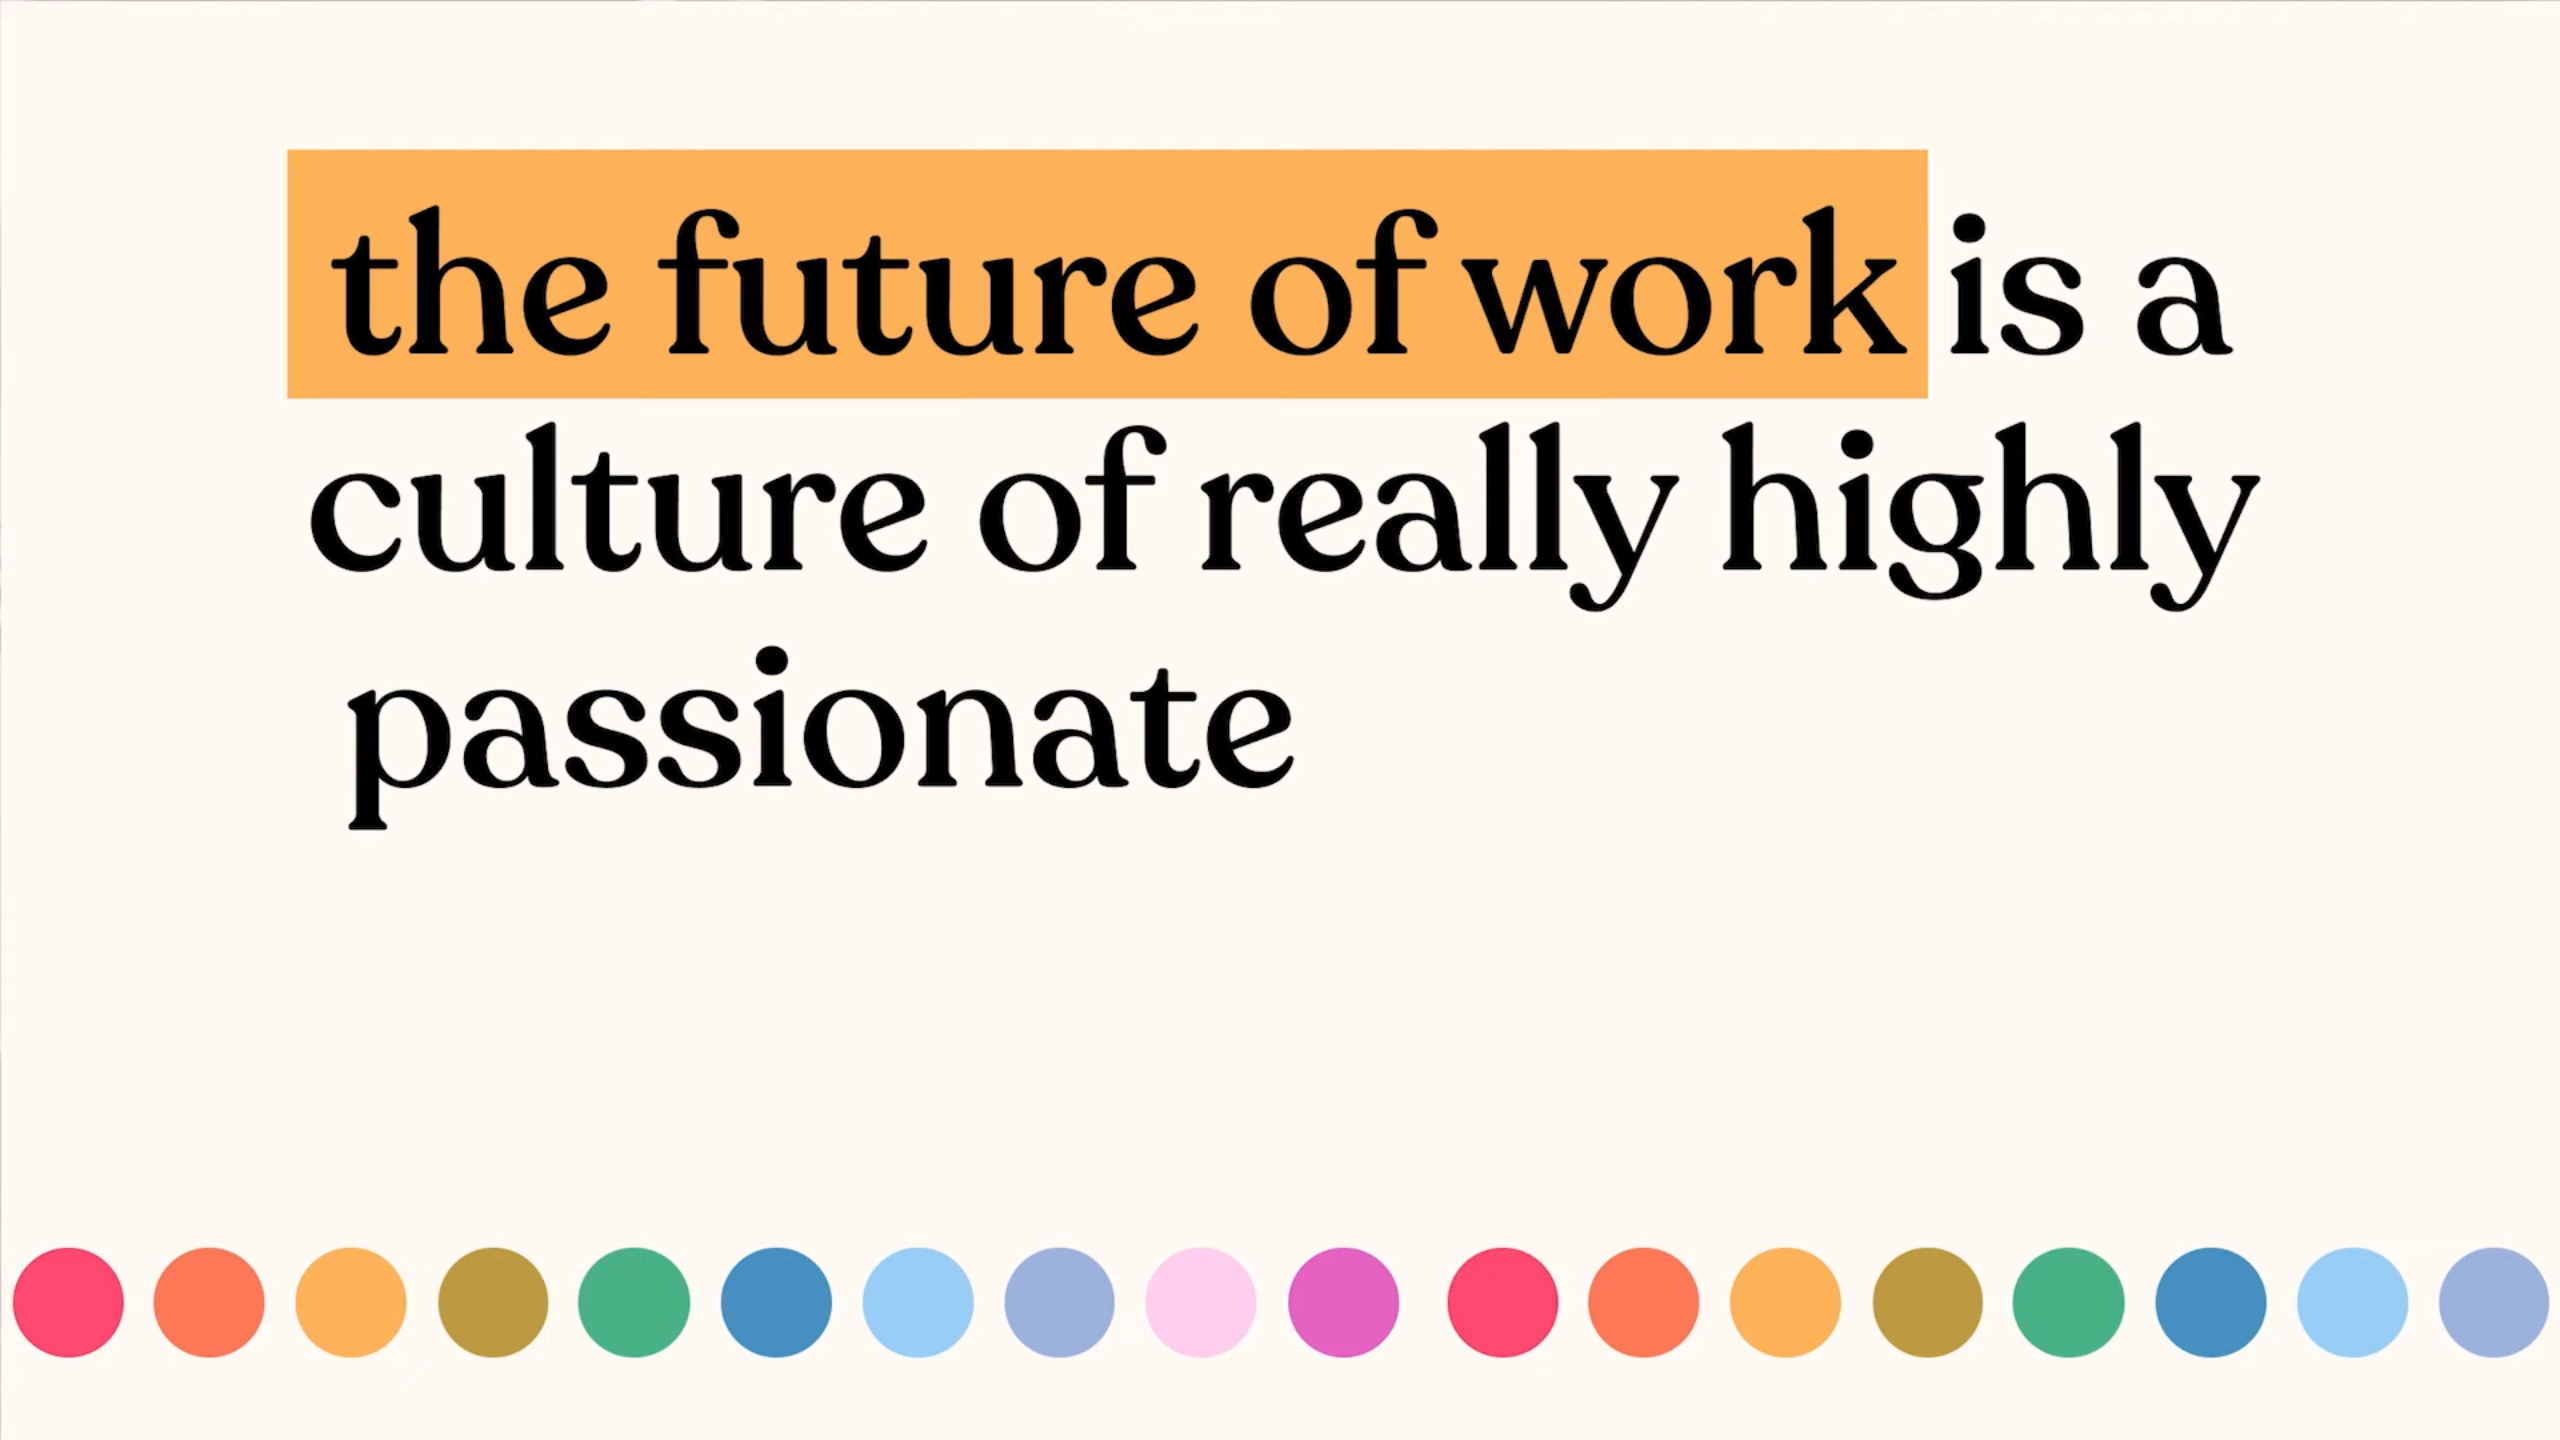 the future of work is a
culture of really highly
passionate